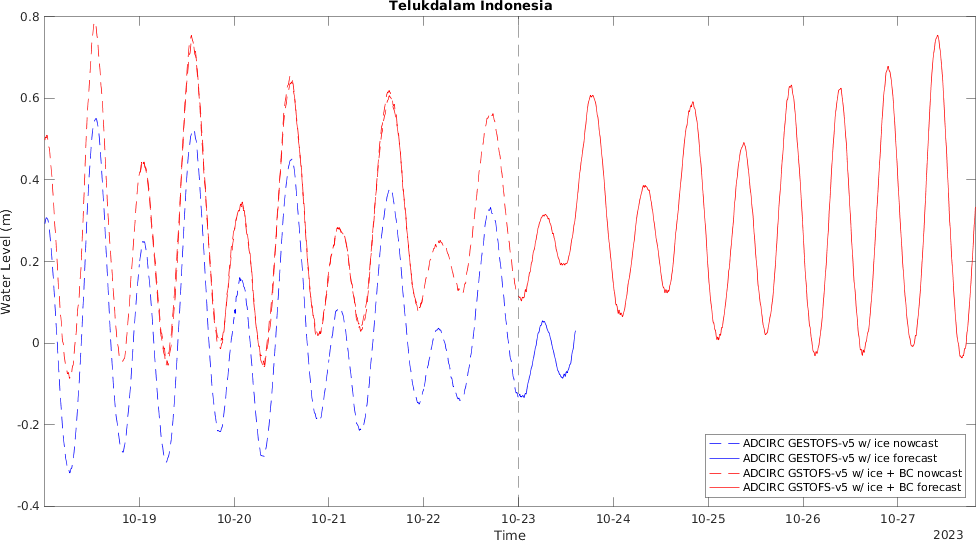 Telukdalam Indonesia
0.8
0.6
0.4
0.2
0
-0.2
-0.4
Water Level (m)
ADCIRC GESTOFS-v5 w/ ice nowcast
ADCIRC GESTOFS-v5 w/ ice forecast
ADCIRC GSTOFS-v5 w/ ice + BC nowcast
ADCIRC GSTOFS-v5 w/ ice + BC forecast
10-19
10-20
10-21
10-22
10-23
10-24
10-25
10-26
10-27
Time
2023